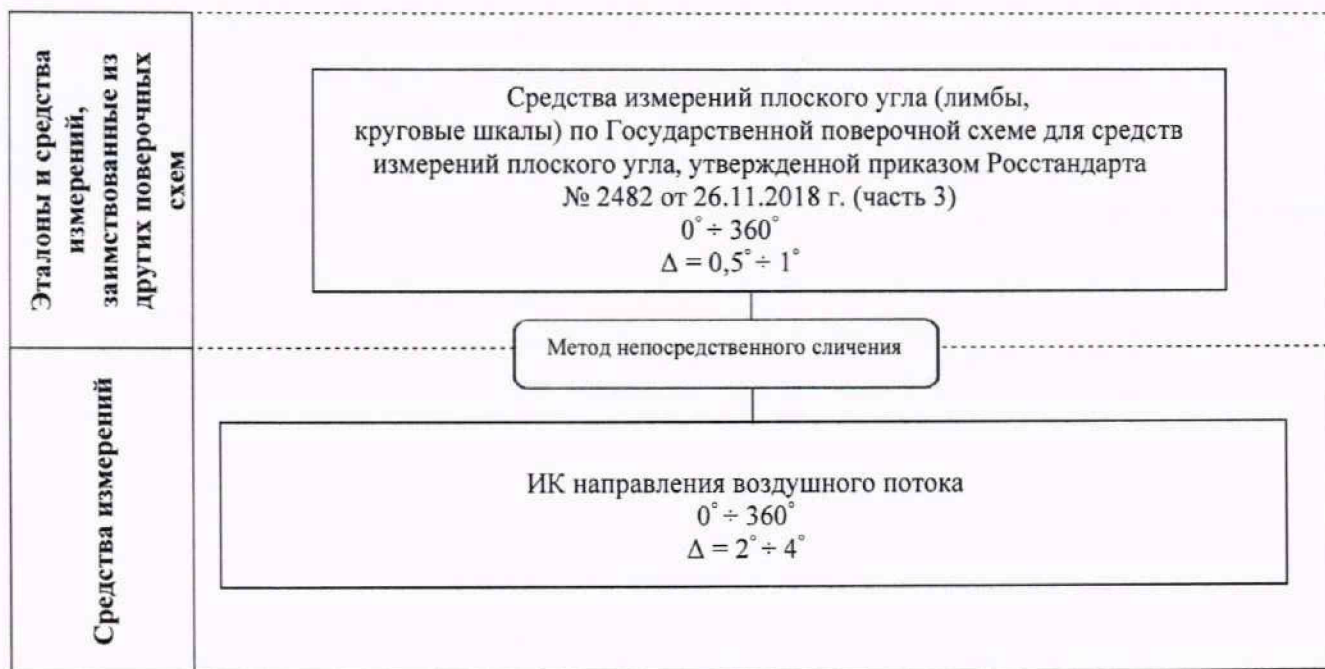 Эталоны и средства
измерений,
заимствованные из
других поверочных
схем
Средства измерений плоского угла (лимбы,
круговые шкалы) по Государственной поверочной схеме для средств
измерений плоского угла, утвержденной приказом Росстандарта
№ 2482 от 26.11.2018 г. (часть 3)
0° ÷ 360°
Δ = 0,5° ÷ 1°
Метод непосредственного сличения
Средства измерений
ИК направления воздушного потока
0° ÷ 360°
Δ = 2° ÷ 4°